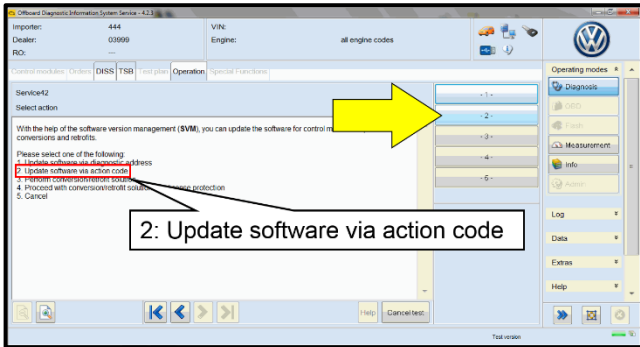 Offboard Diagnostic Information System Service - 4.2.3
Importer: 444 VIN:
Dealer: 03999 Engine: all engine codes
RO: ---
Control modules Orders DISS TSB Test plan Operation Special Functions
Operating modes
Service42
Select action
With the help of the software version management (SVM), you can update the software for control
conversions and retrofits.
Please select one of the following:
1. Update software via diagnostic address
2. Update software via action code
3. Perform conversion/retrofit solution
4. Proceed with conversion/retrofit
5. Cancel
2: Update software via action code
- 1 -
- 2 -
- 3 -
- 4 -
- 5 -
Diagnosis
OBD
Flash
Measurement
Info
Admin
Log
Data
Extras
Help
Help Cancel test
Test version